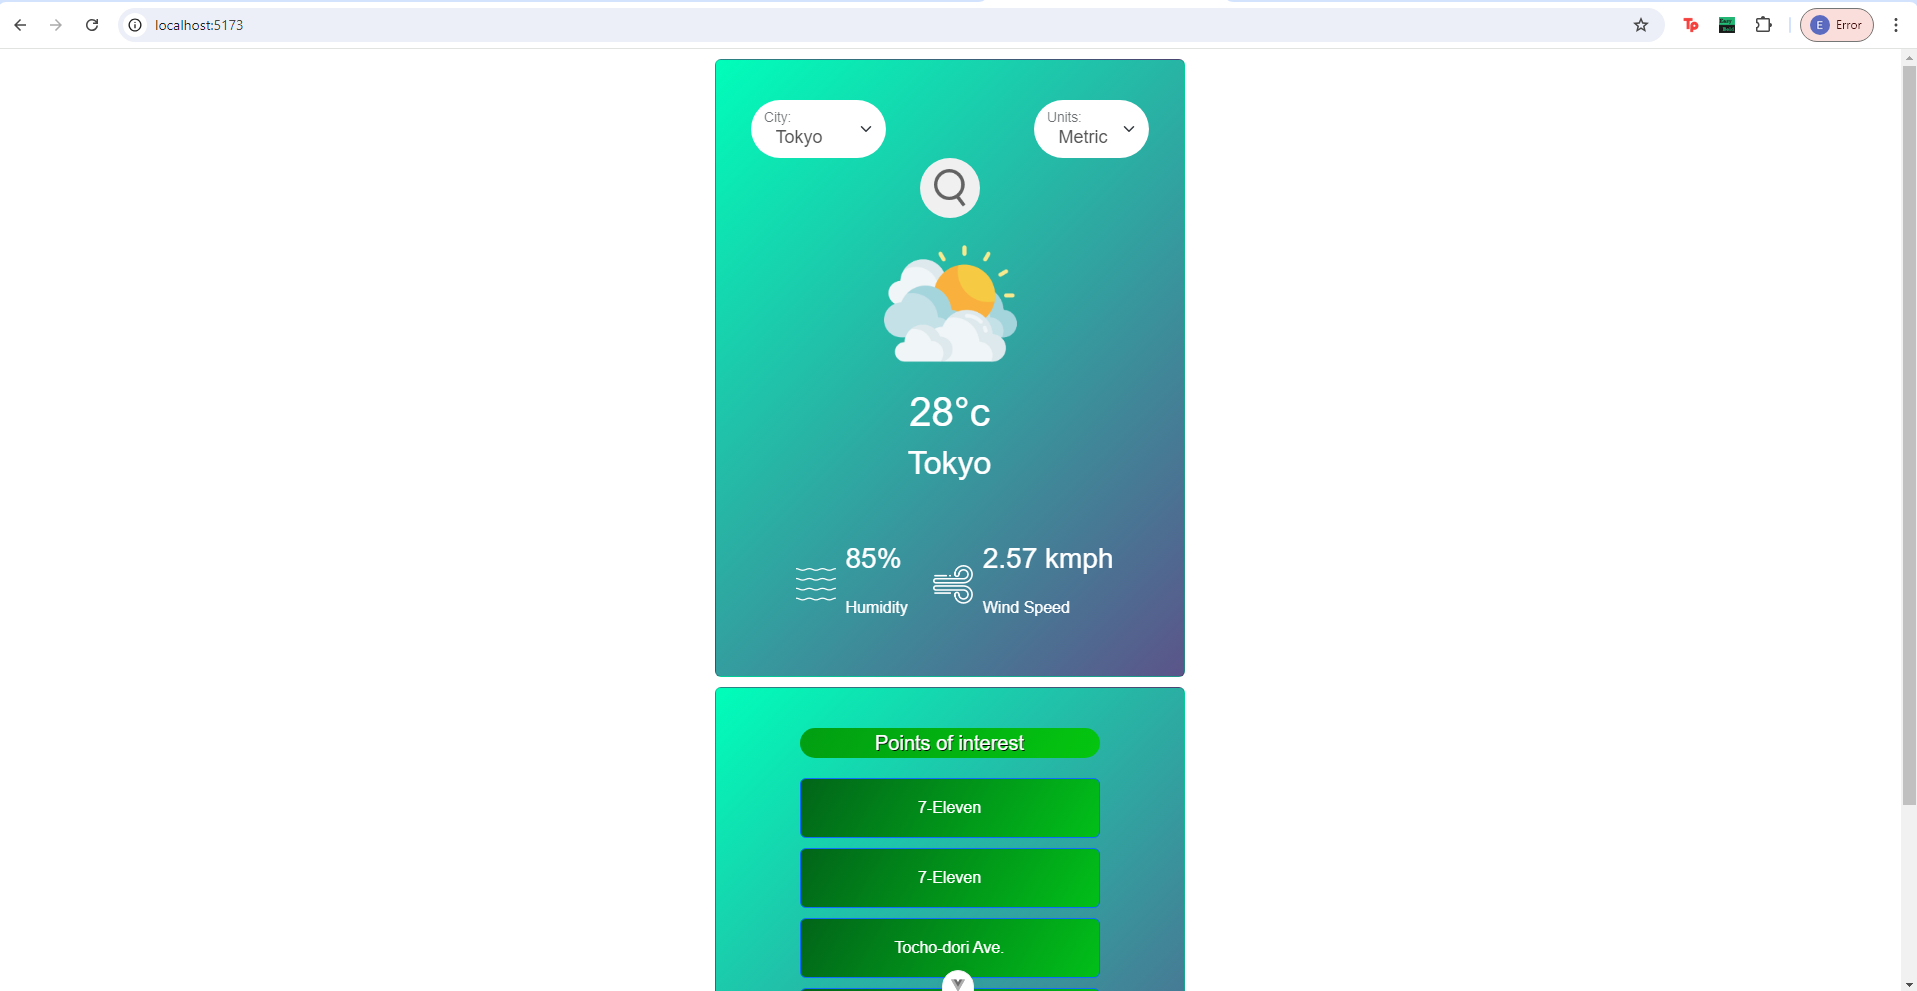 localhost:5173
Tp
E Error
City:
Tokyo
Units:
Metric
28°c
Tokyo
85%
Humidity
2.57 kmph
Wind Speed
Points of interest
7-Eleven
7-Eleven
Tocho-dori Ave.